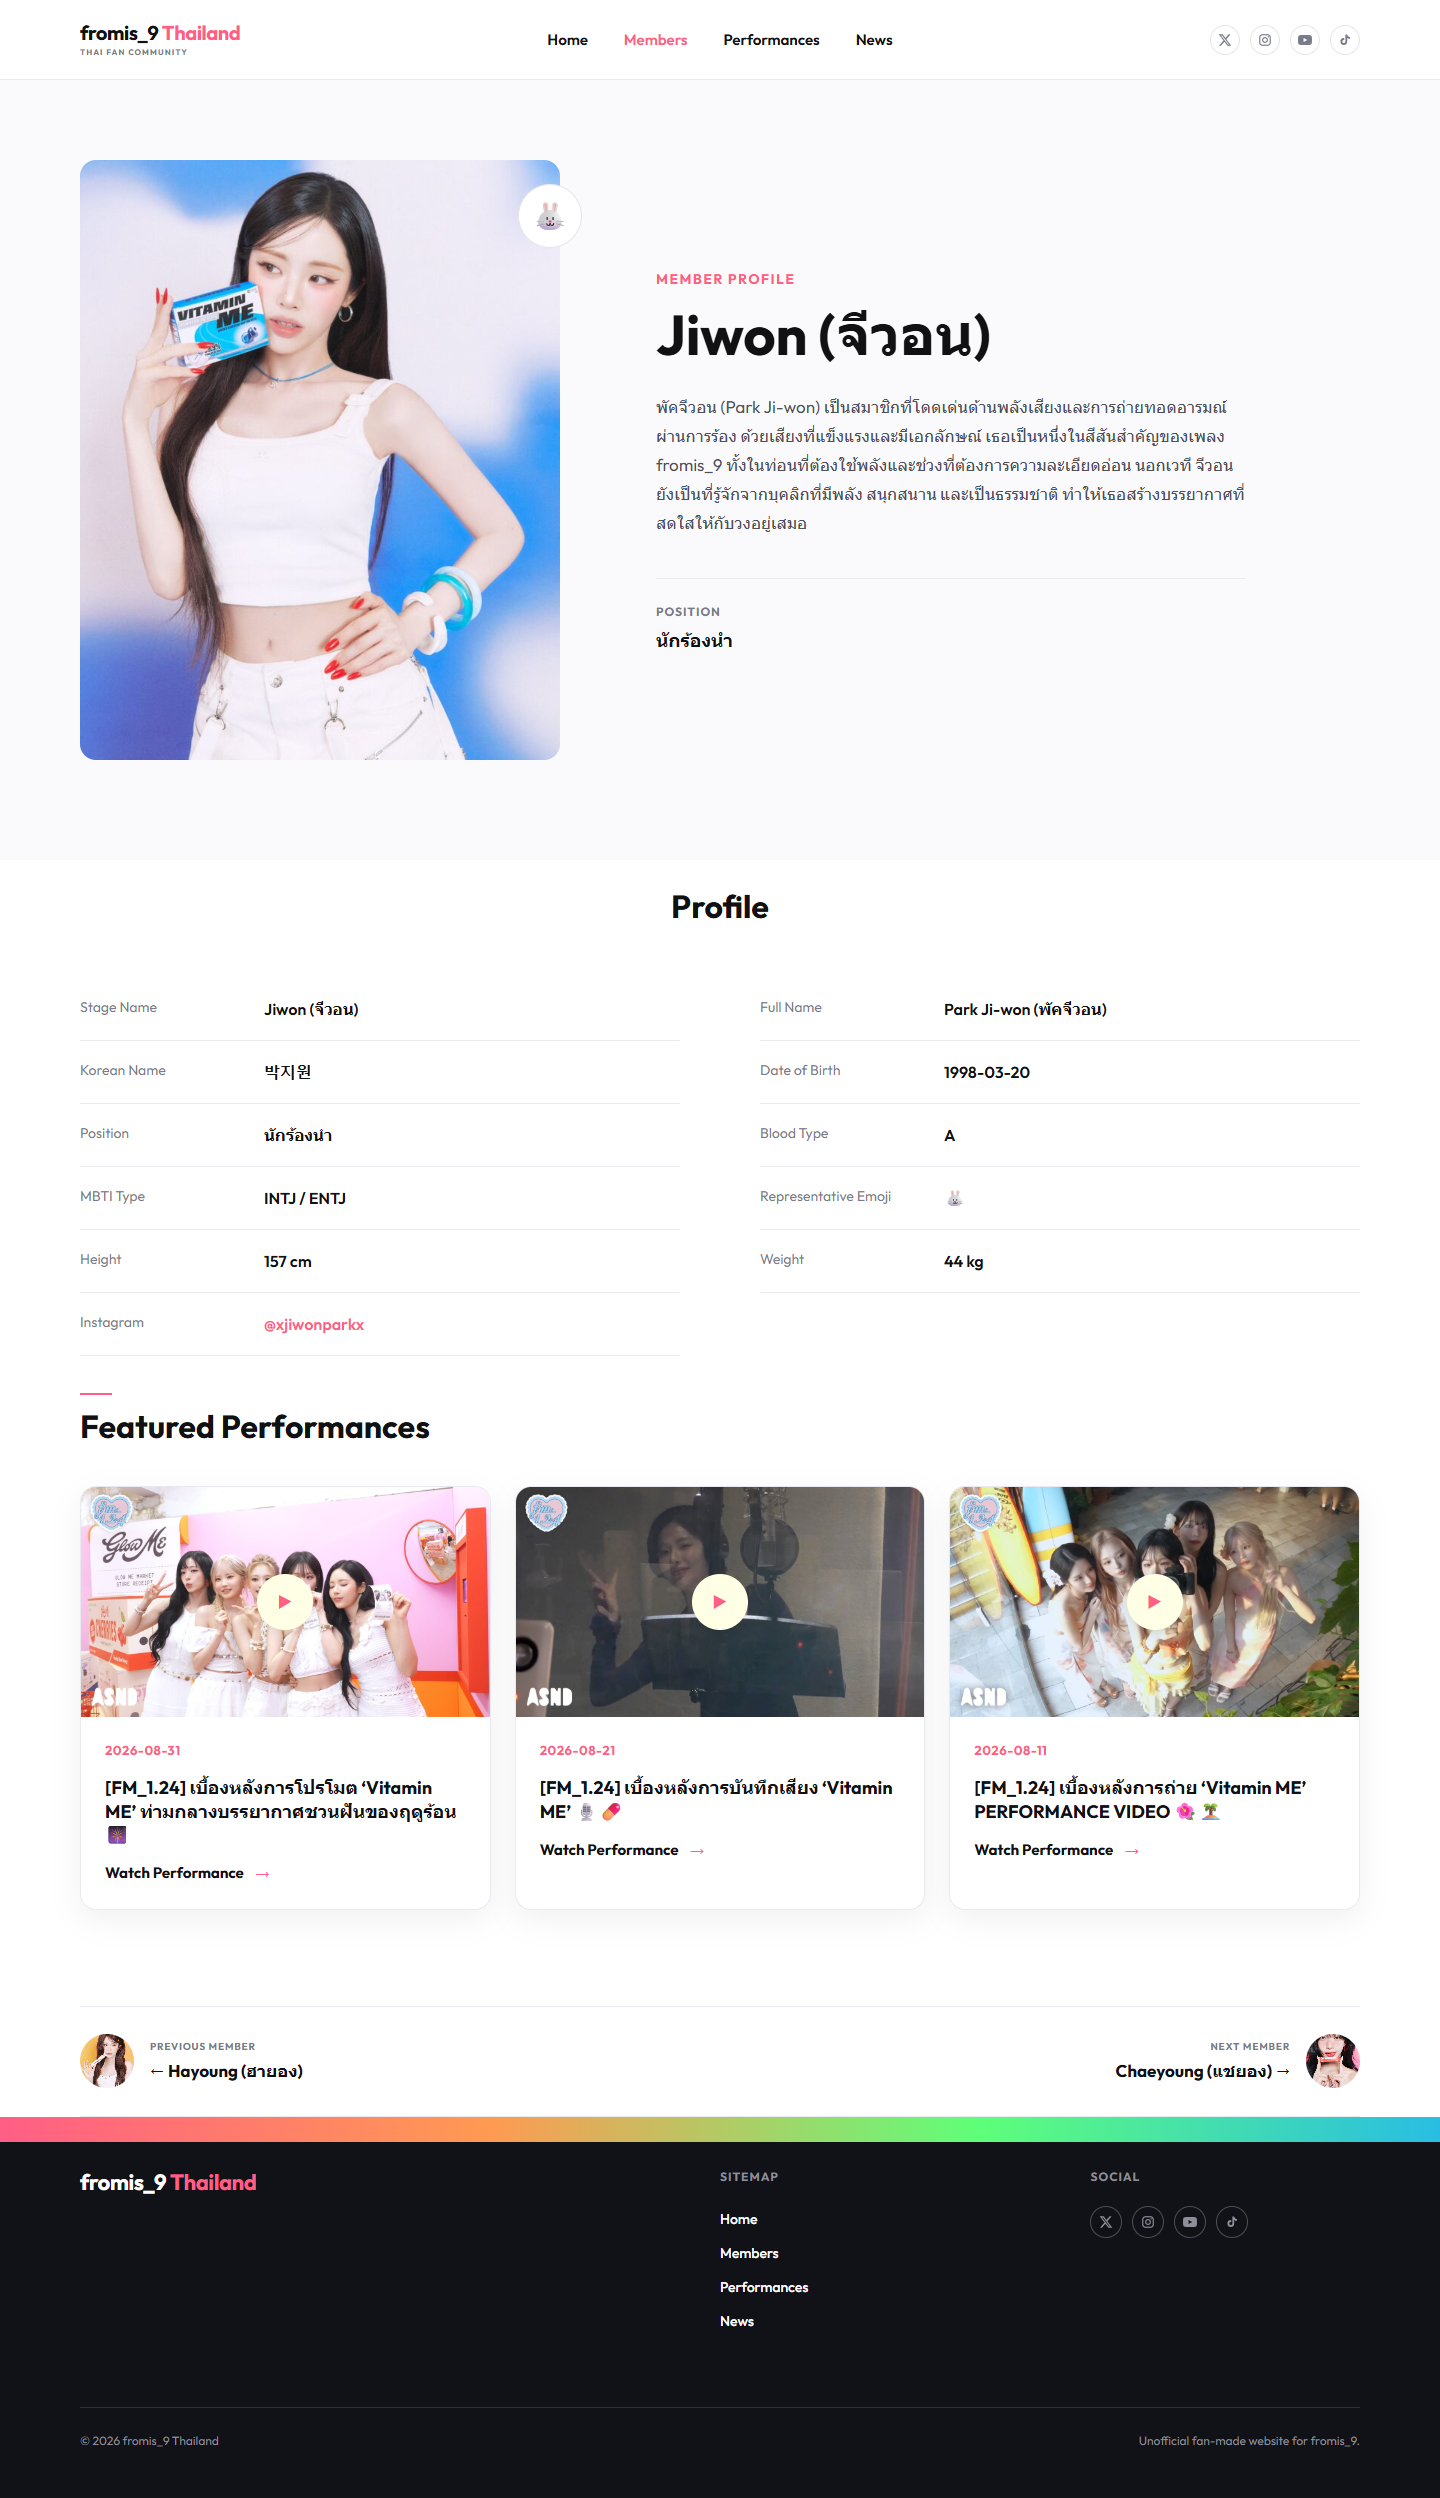 fromis_9 Thailand
THAI FAN COMMUNITY
Home
Members
Performances
News
VITAMIN
ME
MEMBER PROFILE
Jiwon (จีวอน)
พัคจีวอน (Park Ji-won) เป็นสมาชิกที่โดดเด่นด้านพลังเสียงและการถ่ายทอดอารมณ์
ผ่านการร้อง ด้วยเสียงที่แข็งแรงและมีเอกลักษณ์ เธอเป็นหนึ่งในสีสันสำคัญของเพลง
fromis_9 ทั้งในท่อนที่ต้องใช้พลังและช่วงที่ต้องการความละเอียดอ่อน นอกเวที จีวอน
ยังเป็นที่รู้จักจากบุคลิกที่มีพลัง สนุกสนาน และเป็นธรรมชาติ ทำให้เธอสร้างบรรยากาศที่
สดใสให้กับวงอยู่เสมอ
POSITION
นักร้องนำ
Profile
Stage Name
Jiwon (จีวอน)
Full Name
Park Ji-won (พัคจีวอน)
Korean Name
박지원
Date of Birth
1998-03-20
Position
นักร้องนำ
Blood Type
A
MBTI Type
INTJ / ENTJ
Representative Emoji
🐰
Height
157 cm
Weight
44 kg
Instagram
@xjiwonparkx
Featured Performances
Glow ME
GLOW ME MARKET
STORE RECEIPT
CHERRIES
ASND
ASND
ASND
2026-08-31
[FM_1.24] เบื้องหลังการโปรโมต ‘Vitamin
ME’ ท่ามกลางบรรยากาศชวนฝันของฤดูร้อน
🎆
Watch Performance →
2026-08-21
[FM_1.24] เบื้องหลังการบันทึกเสียง ‘Vitamin
ME’ 🎙️ 💊
Watch Performance →
2026-08-11
[FM_1.24] เบื้องหลังการถ่าย ‘Vitamin ME’
PERFORMANCE VIDEO 🌺 🏝️
Watch Performance →
PREVIOUS MEMBER
← Hayoung (ฮายอง)
NEXT MEMBER
Chaeyoung (แชยอง) →
fromis_9 Thailand
SITEMAP
Home
Members
Performances
News
SOCIAL
© 2026 fromis_9 Thailand
Unofficial fan-made website for fromis_9.